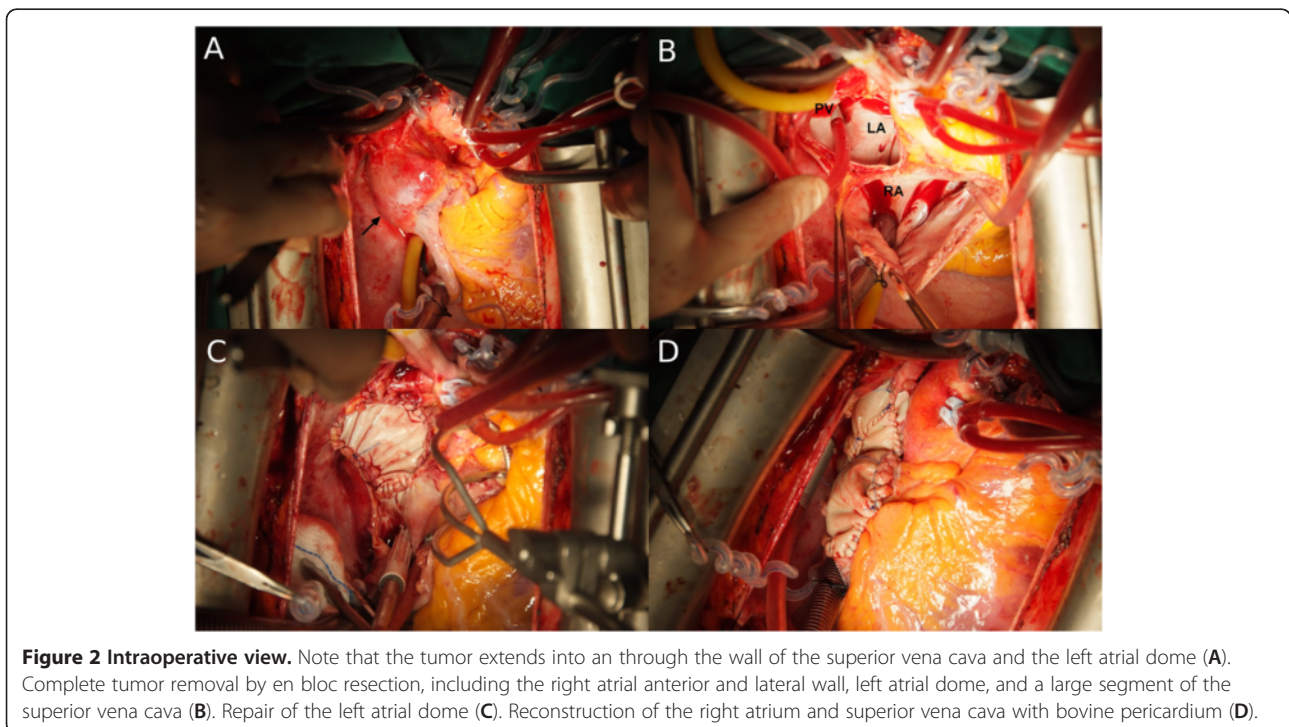 A
B
PV
LA
RA
C
D
Figure 2 Intraoperative view. Note that the tumor extends into an through the wall of the superior vena cava and the left atrial dome (A).
Complete tumor removal by en bloc resection, including the right atrial anterior and lateral wall, left atrial dome, and a large segment of the
superior vena cava (B). Repair of the left atrial dome (C). Reconstruction of the right atrium and superior vena cava with bovine pericardium (D).